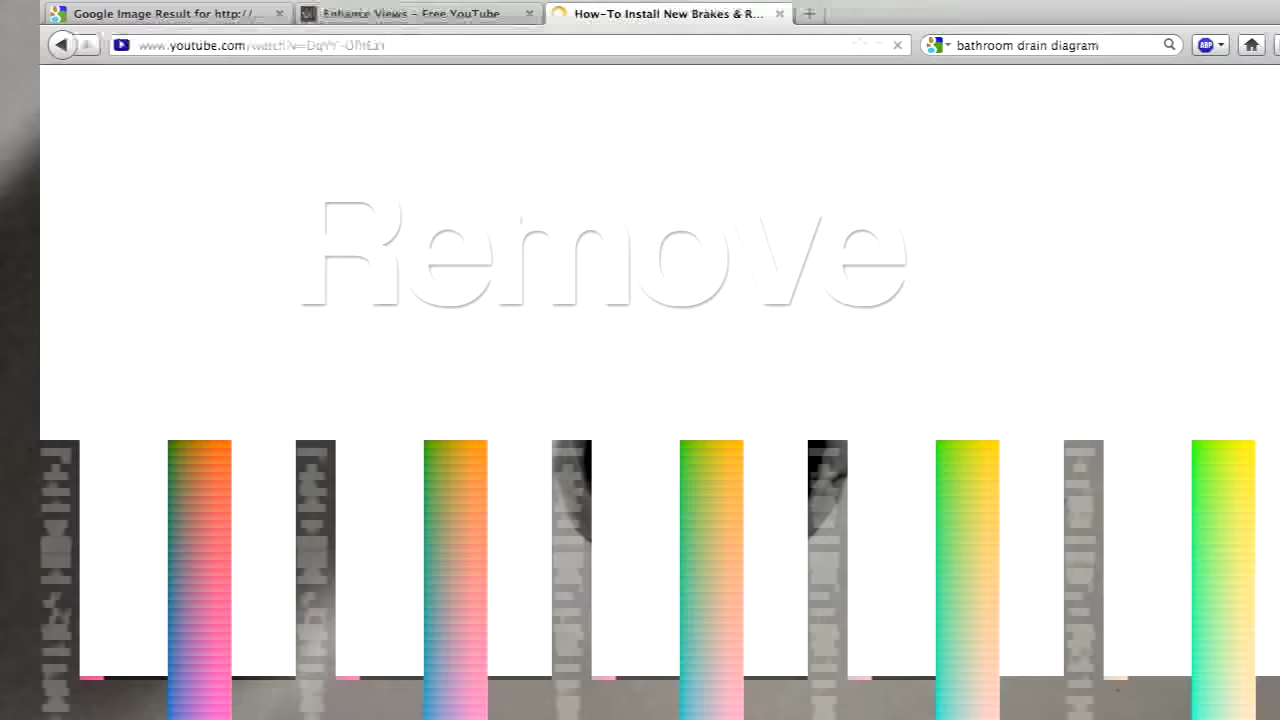 Google Image Result for http://...
Enhance Views - Free YouTube
How-To Install New Brakes & R...
www.youtube.com
bathroom drain diagram
ABP
Remove